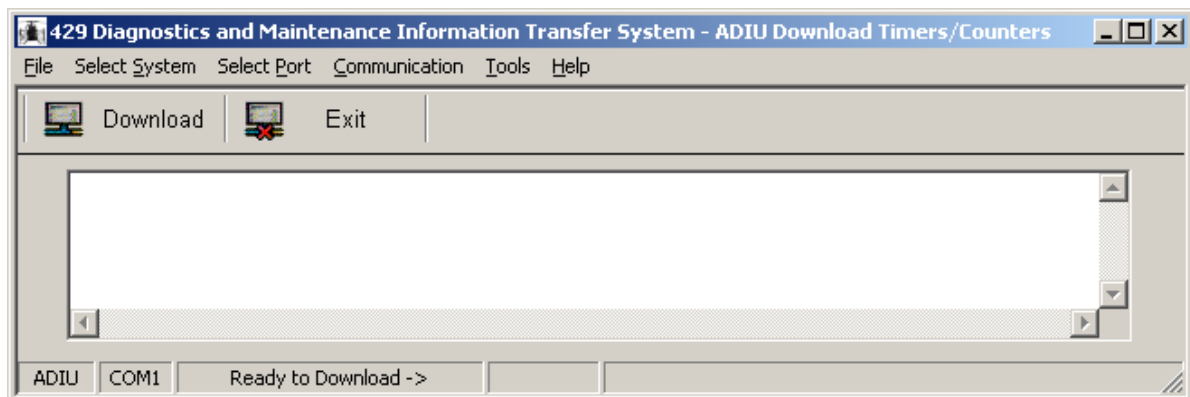 429 Diagnostics and Maintenance Information Transfer System - ADIU Download Timers/Counters
File Select System Select Port Communication Tools Help
Download Exit
ADIU COM1 Ready to Download ->